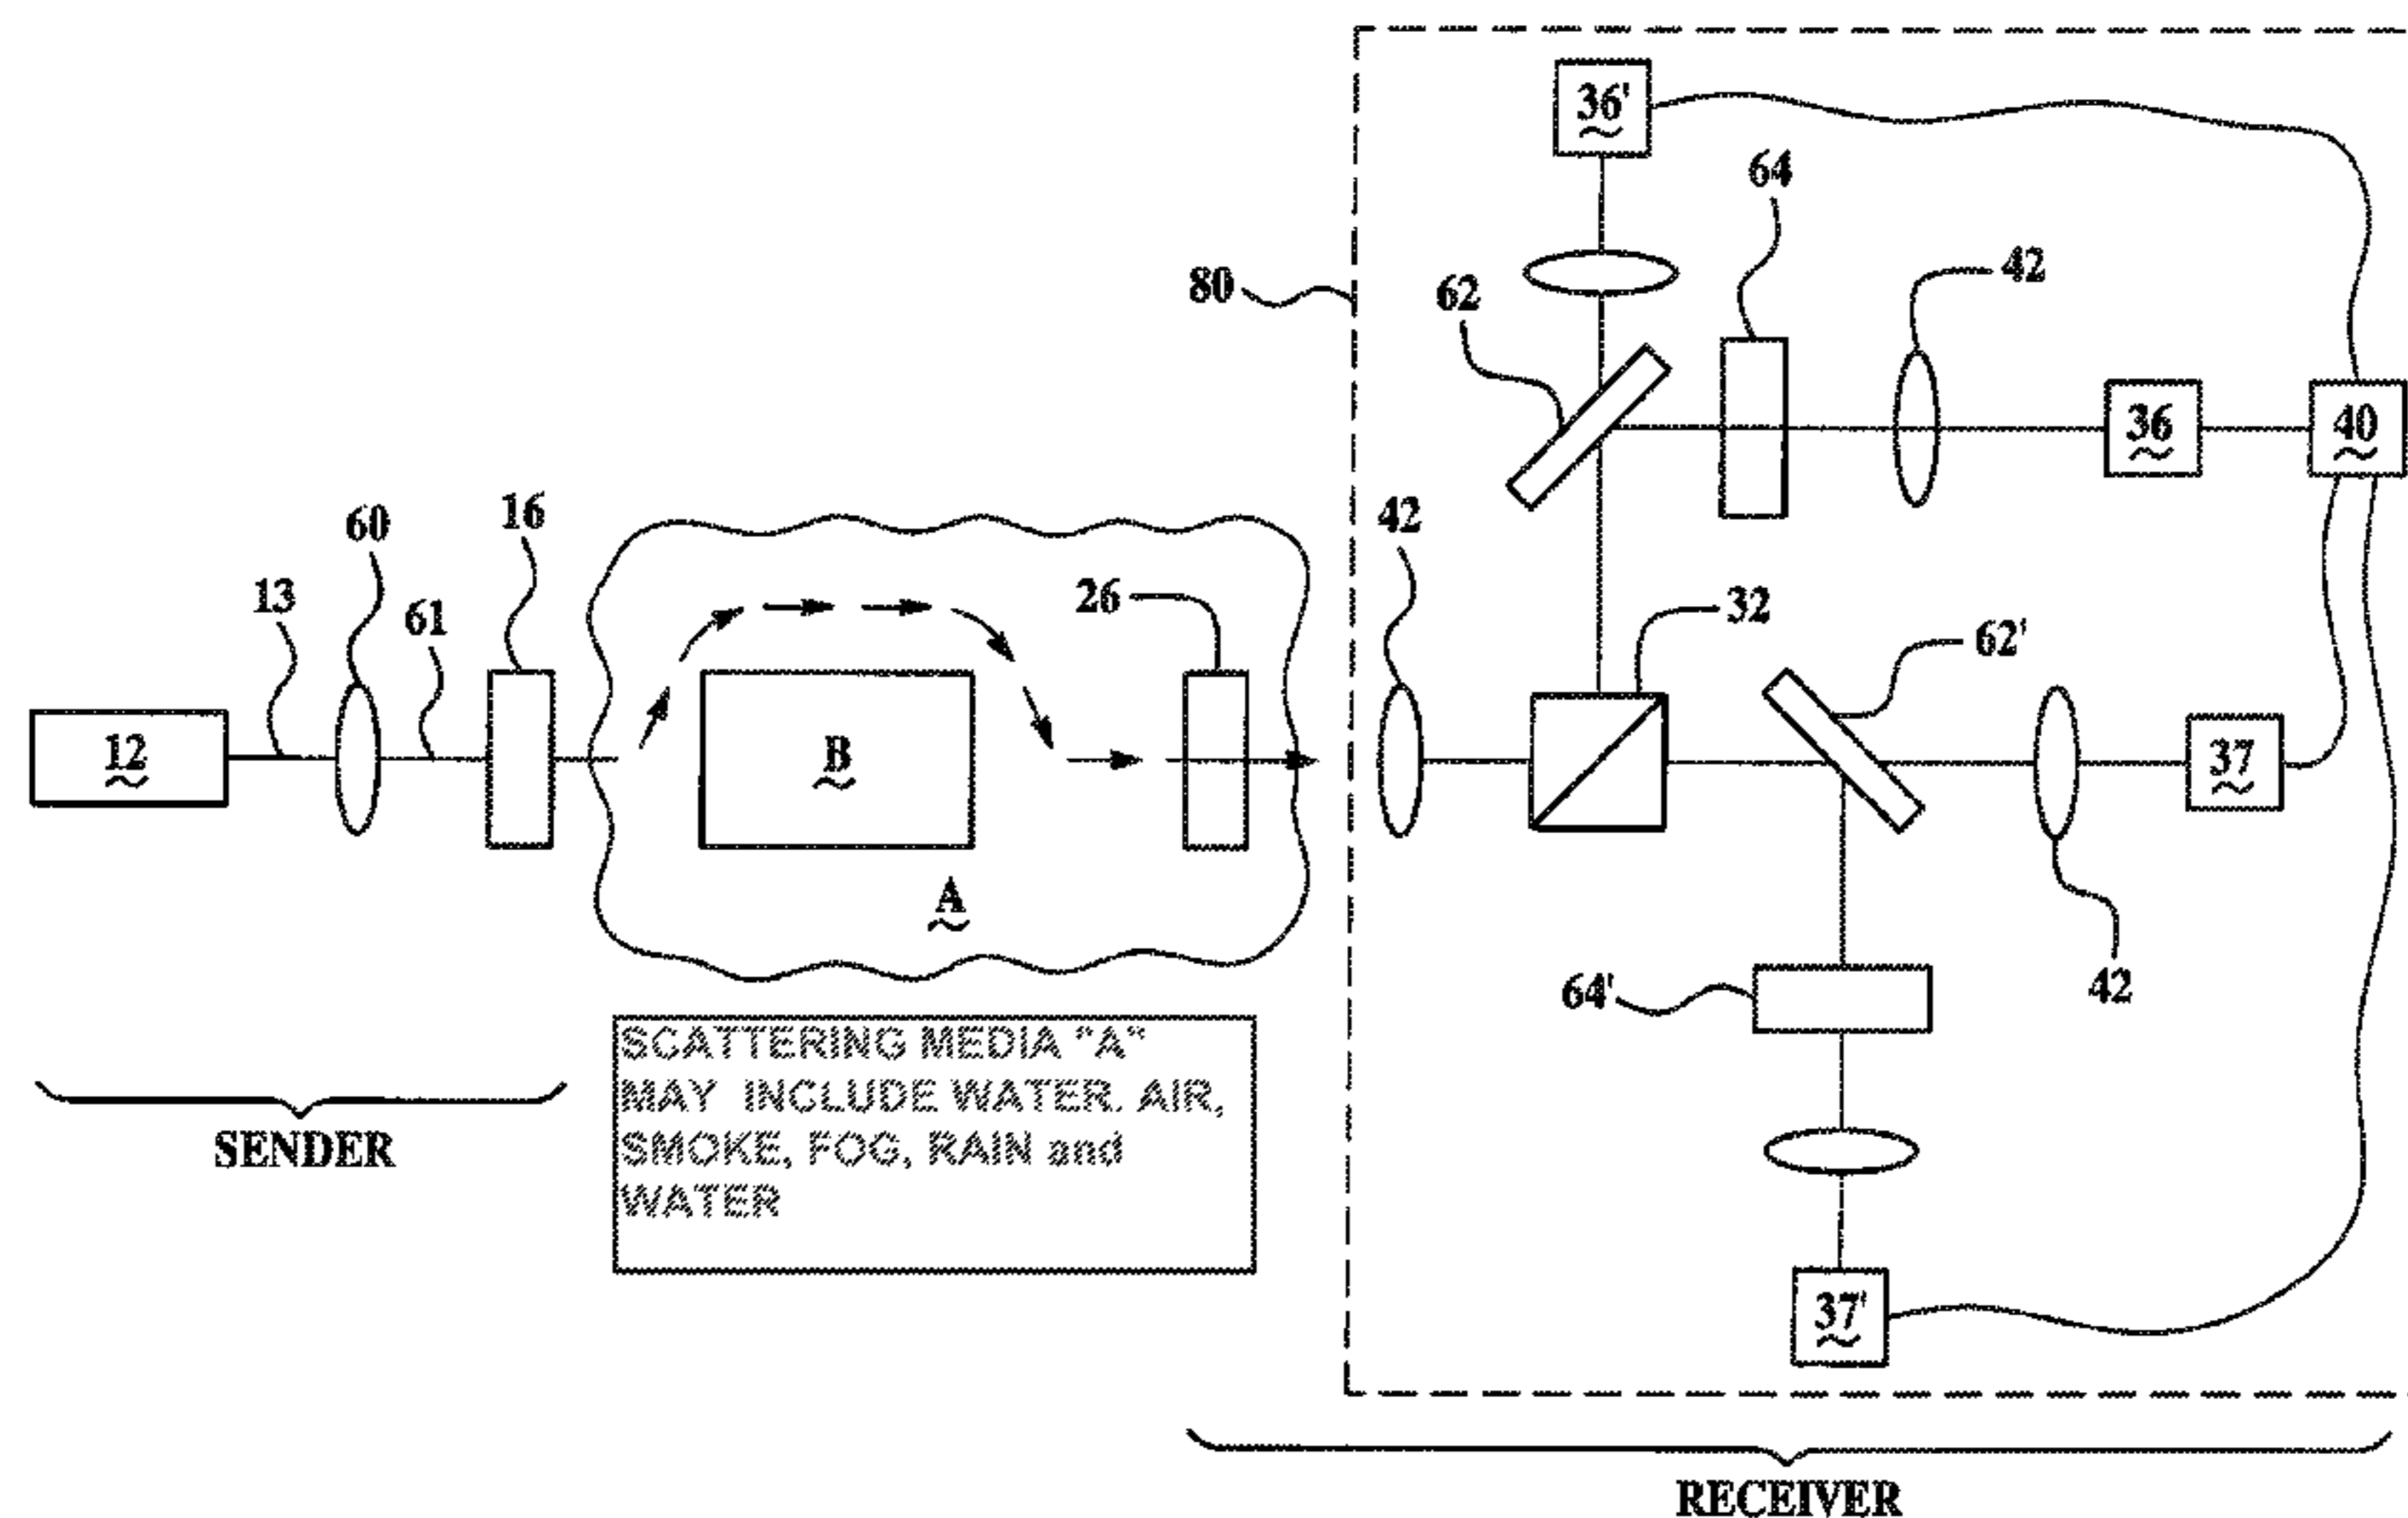 36'
64
80
62
42
36
40
60
16
42
13
61
26
32
62'
12
B
37
A
64'
42
SCATTERING MEDIA "A"
MAY INCLUDE WATER. AIR,
SMOKE, FOG, RAIN and
WATER
SENDER
37'
RECEIVER